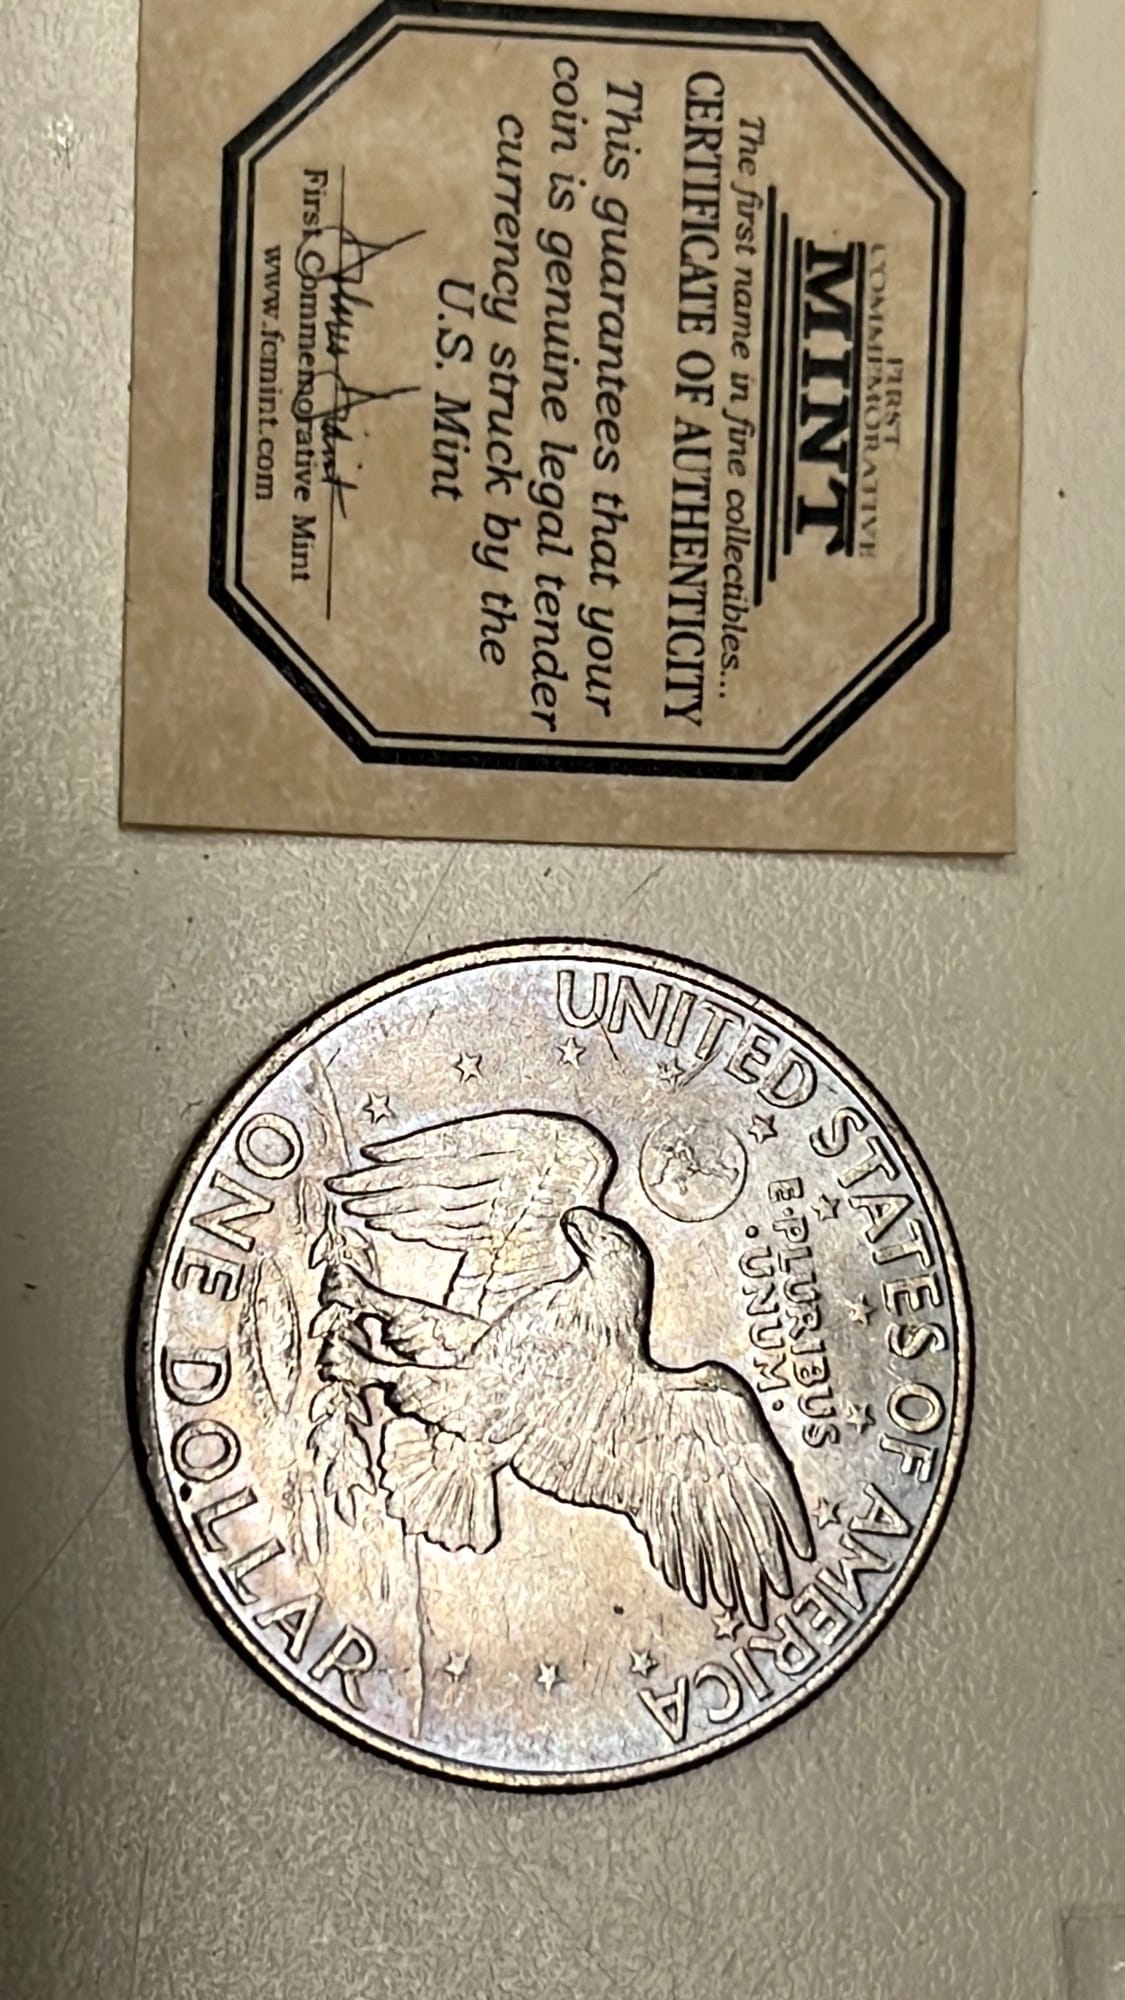 FIRST
COMMEMORATIVE
MINT
The first name in fine collectibles...
CERTIFICATE OF AUTHENTICITY
This guarantees that your
coin is genuine legal tender
currency struck by the
U.S. Mint
First Commemorative Mint
www.fcmint.com
UNITED STATES OF AMERICA
E·PLURIBUS
·UNUM·
ONE DOLLAR